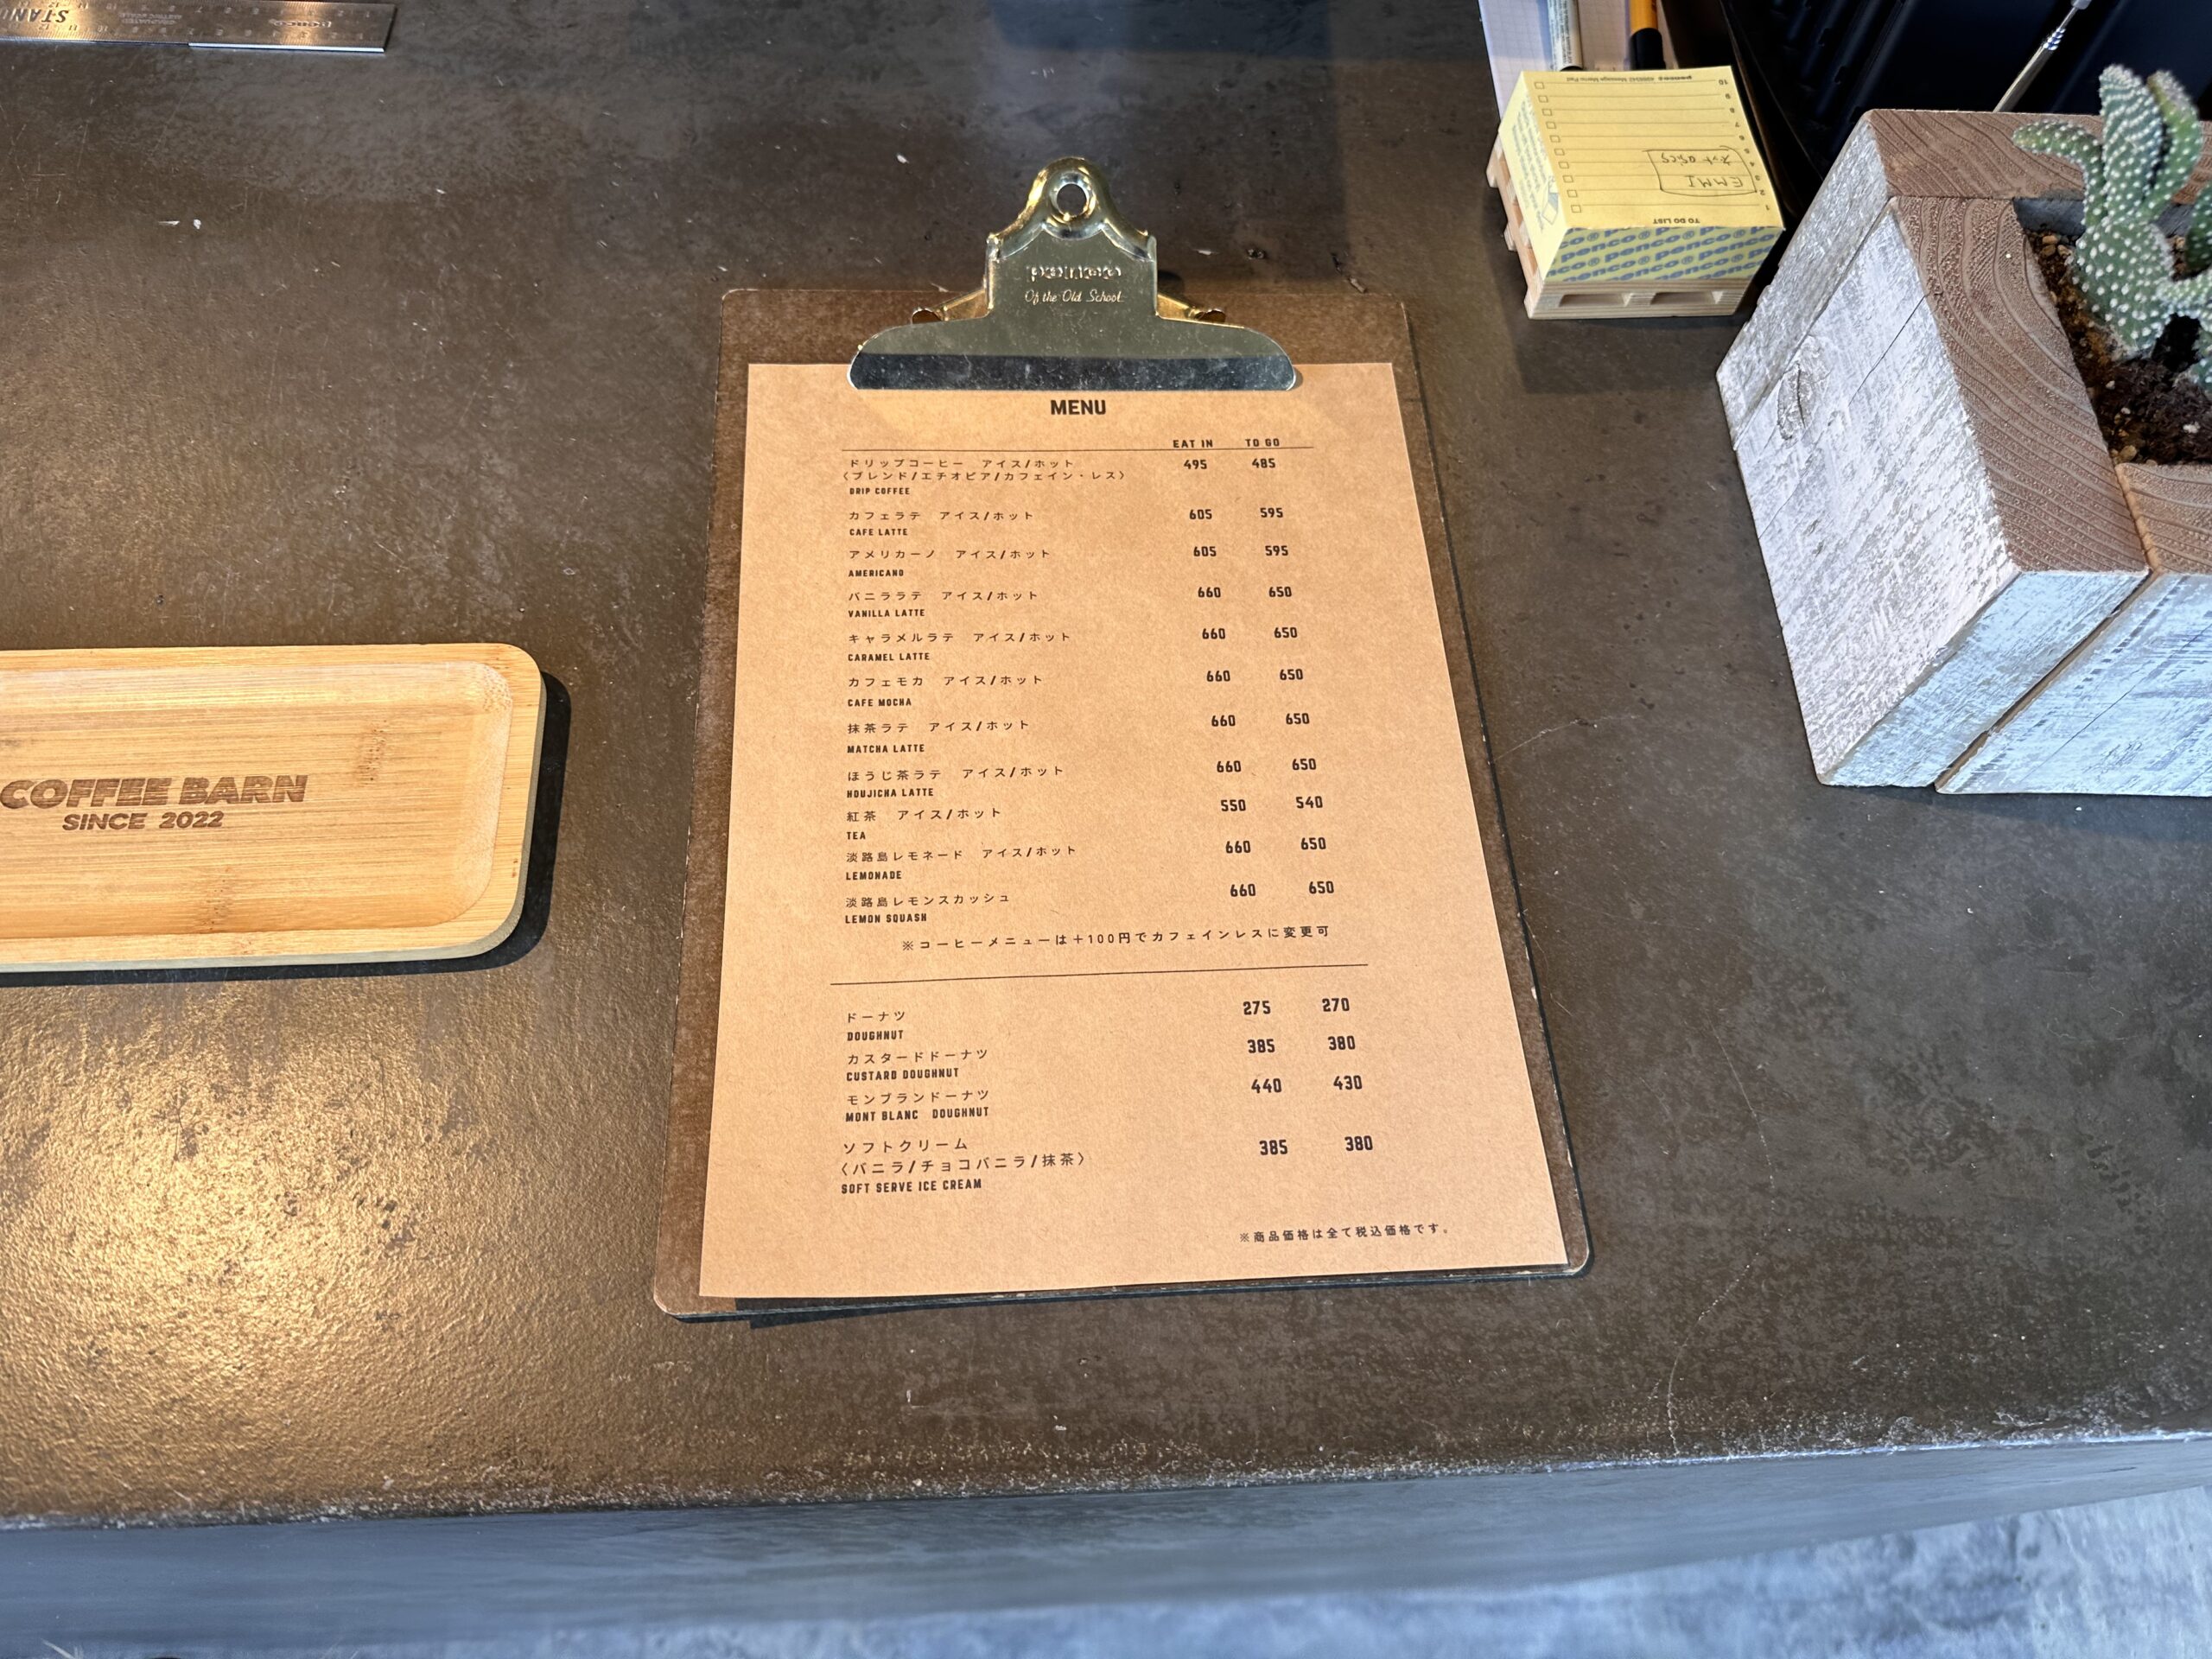 penco
Of the Old School
MENU
EAT IN TO GO
ドリップコーヒー アイス/ホット 495 485
〈ブレンド/エチオピア/カフェイン・レス〉
DRIP COFFEE
カフェラテ アイス/ホット 605 595
CAFE LATTE
アメリカーノ アイス/ホット 605 595
AMERICANO
バニララテ アイス/ホット 660 650
VANILLA LATTE
キャラメルラテ アイス/ホット 660 650
CARAMEL LATTE
カフェモカ アイス/ホット 660 650
CAFE MOCHA
抹茶ラテ アイス/ホット 660 650
MATCHA LATTE
ほうじ茶ラテ アイス/ホット 660 650
HOUJICHA LATTE
紅茶 アイス/ホット 550 540
TEA
淡路島レモネード アイス/ホット 660 650
LEMONADE
淡路島レモンスカッシュ 660 650
LEMON SQUASH
※コーヒーメニューは+100円でカフェインレスに変更可
ドーナツ 275 270
DOUGHNUT
カスタードドーナツ 385 380
CUSTARD DOUGHNUT
モンブランドーナツ 440 430
MONT BLANC DOUGHNUT
ソフトクリーム 385 380
〈バニラ/チョコバニラ/抹茶〉
SOFT SERVE ICE CREAM
※商品価格は全て税込価格です。
COFFEE BARN
SINCE 2022
TO DO LIST
1
2
3
4
5
6
7
8
9
10
EMMI
penco
penco